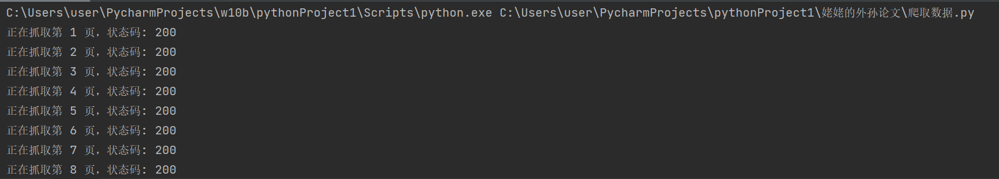 C:\Users\user\PycharmProjects\w10b\pythonProject1\Scripts\python.exe C:\Users\user\PycharmProjects\pythonProject1\姥姥的外孙论文\爬取数据.py
正在抓取第 1 页，状态码: 200
正在抓取第 2 页，状态码: 200
正在抓取第 3 页，状态码: 200
正在抓取第 4 页，状态码: 200
正在抓取第 5 页，状态码: 200
正在抓取第 6 页，状态码: 200
正在抓取第 7 页，状态码: 200
正在抓取第 8 页，状态码: 200